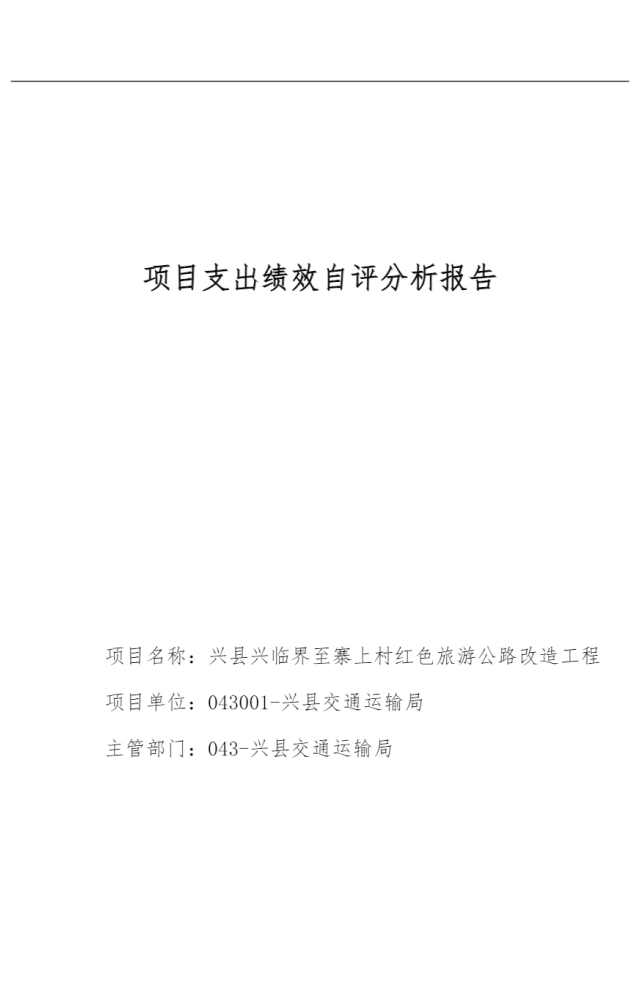 项目支出绩效自评分析报告
项目名称：兴县兴临界至寨上村红色旅游公路改造工程
项目单位：043001-兴县交通运输局
主管部门：043-兴县交通运输局